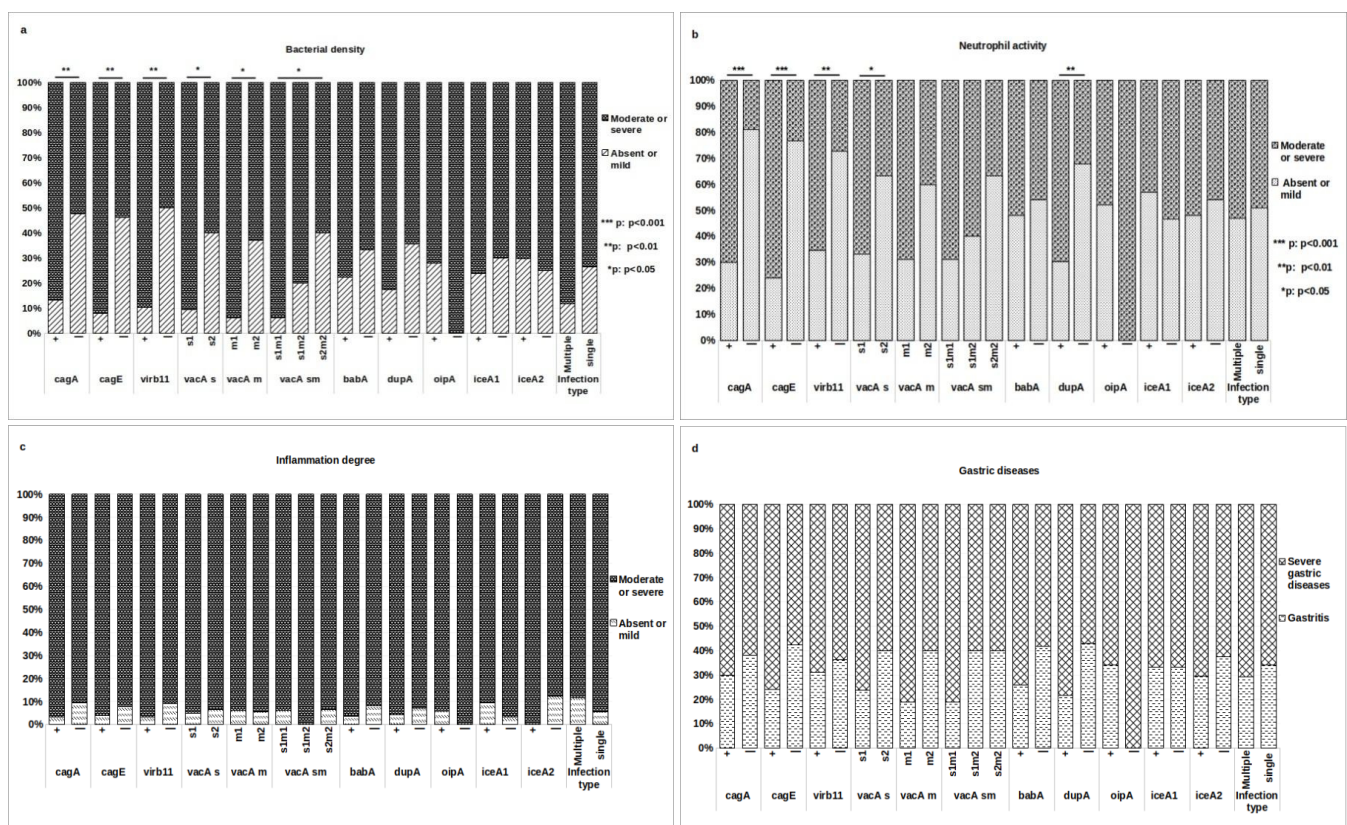 a
Bacterial density
** ** ** * * *
100%
90%
80%
70%
60%
50%
40%
30%
20%
10%
0%
Moderate or
severe
Absent or
mild
*** p: p<0.001
**p: p<0.01
*p: p<0.05
+ − + − + − s1 s2 m1 m2 s1m1 s1m2 s2m2 + − + − + − + − + − Multiple single
cagA cagE virb11 vacA s vacA m vacA sm babA dupA oipA iceA1 iceA2 Infection
type
b
Neutrophil activity
*** *** ** * **
100%
90%
80%
70%
60%
50%
40%
30%
20%
10%
0%
Moderate
or severe
Absent or
mild
*** p: p<0.001
**p: p<0.01
*p: p<0.05
+ − + − + − s1 s2 m1 m2 s1m1 s1m2 s2m2 + − + − + − + − + − Multiple single
cagA cagE virb11 vacA s vacA m vacA sm babA dupA oipA iceA1 iceA2 Infection
type
c
Inflammation degree
100%
90%
80%
70%
60%
50%
40%
30%
20%
10%
0%
Moderate
or severe
Absent or
mild
+ − + − + − s1 s2 m1 m2 s1m1 s1m2 s2m2 + − + − + − + − + − Multiple single
cagA cagE virb11 vacA s vacA m vacA sm babA dupA oipA iceA1 iceA2 Infection
type
d
Gastric diseases
100%
90%
80%
70%
60%
50%
40%
30%
20%
10%
0%
Severe
gastric
diseases
Gastritis
+ − + − + − s1 s2 m1 m2 s1m1 s1m2 s2m2 + − + − + − + − + − Multiple single
cagA cagE virb11 vacA s vacA m vacA sm babA dupA oipA iceA1 iceA2 Infection
type